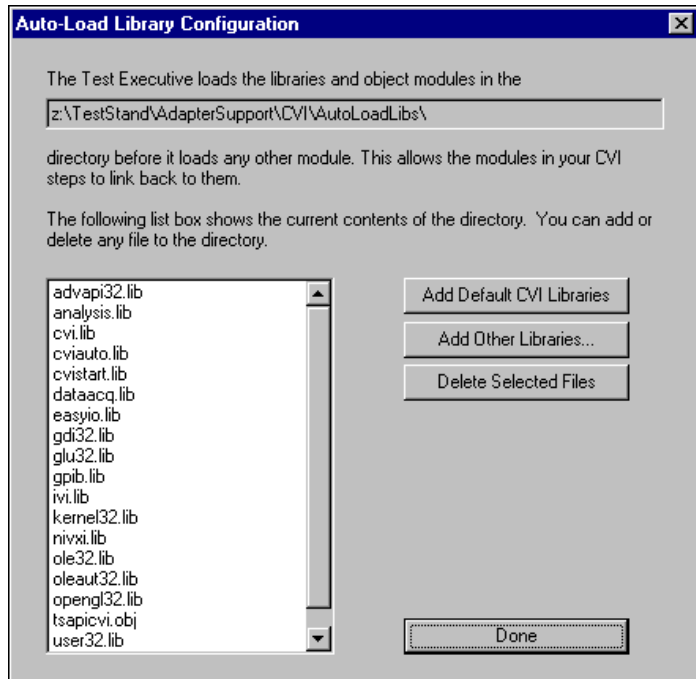 Auto-Load Library Configuration
The Test Executive loads the libraries and object modules in the
z:\TestStand\AdapterSupport\CVI\AutoLoadLibs\
directory before it loads any other module. This allows the modules in your CVI
steps to link back to them.
The following list box shows the current contents of the directory. You can add or
delete any file to the directory.
advapi32.lib
analysis.lib
cvi.lib
cviauto.lib
cvistart.lib
dataacq.lib
easyio.lib
gdi32.lib
glu32.lib
gpib.lib
ivi.lib
kernel32.lib
nivxi.lib
ole32.lib
oleaut32.lib
opengl32.lib
tsapicvi.obj
user32.lib
Add Default CVI Libraries
Add Other Libraries...
Delete Selected Files
Done